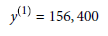 y⁽¹⁾ = 156,400